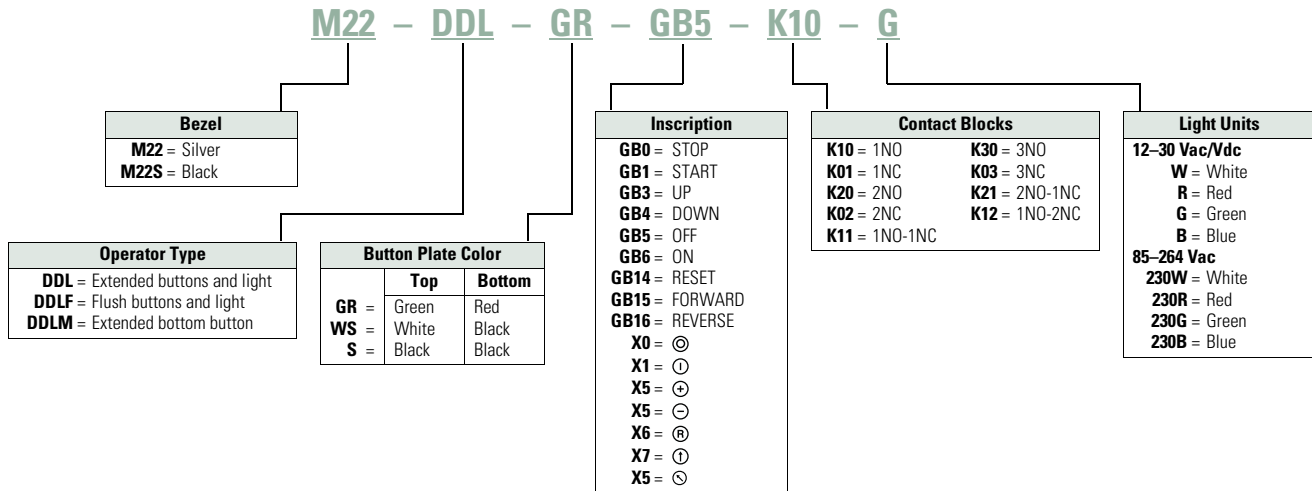 M22 – DDL – GR – GB5 – K10 – G
Bezel
M22 = Silver
M22S = Black
Operator Type
DDL = Extended buttons and light
DDLF = Flush buttons and light
DDLM = Extended bottom button
Button Plate Color
Top Bottom
GR = Green Red
WS = White Black
S = Black Black
Inscription
GB0 = STOP
GB1 = START
GB3 = UP
GB4 = DOWN
GB5 = OFF
GB6 = ON
GB14 = RESET
GB15 = FORWARD
GB16 = REVERSE
X0 = ⌾
X1 = ⏼
X5 = ⊕
X5 = ⊖
X6 = Ⓡ
X7 = ↑
X5 = ↖
Contact Blocks
K10 = 1NO K30 = 3NO
K01 = 1NC K03 = 3NC
K20 = 2NO K21 = 2NO-1NC
K02 = 2NC K12 = 1NO-2NC
K11 = 1NO-1NC
Light Units
12–30 Vac/Vdc
W = White
R = Red
G = Green
B = Blue
85–264 Vac
230W = White
230R = Red
230G = Green
230B = Blue